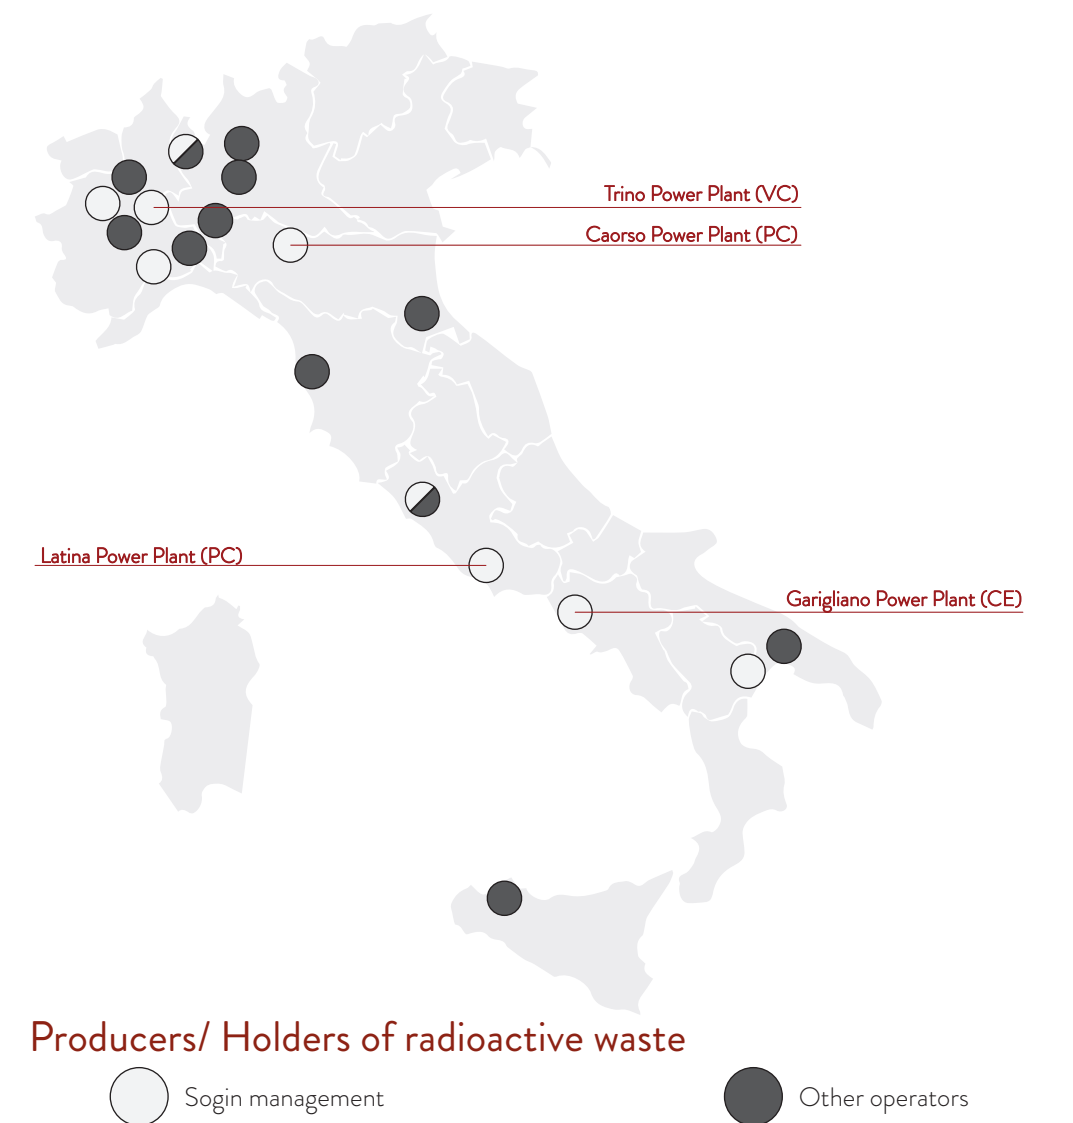 Trino Power Plant (VC)
Caorso Power Plant (PC)
Latina Power Plant (PC)
Garigliano Power Plant (CE)
Producers/ Holders of radioactive waste
Sogin management
Other operators